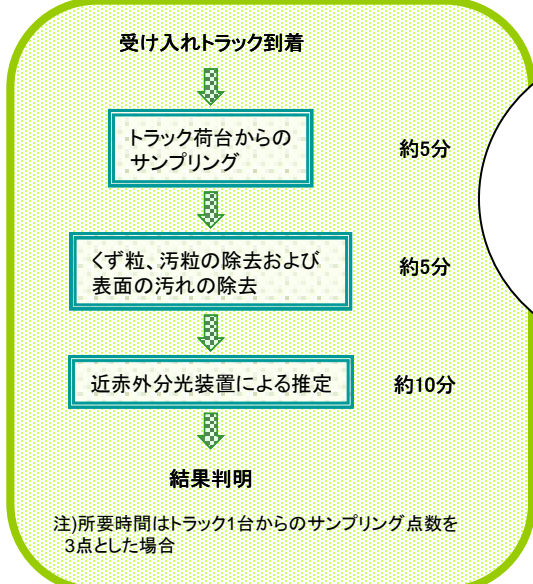 受け入れトラック到着
トラック荷台からの
サンプリング
約5分
くず粒、汚粒の除去および
表面の汚れの除去
約5分
近赤外分光装置による推定
約10分
結果判明
注)所要時間はトラック1台からのサンプリング点数を
3点とした場合